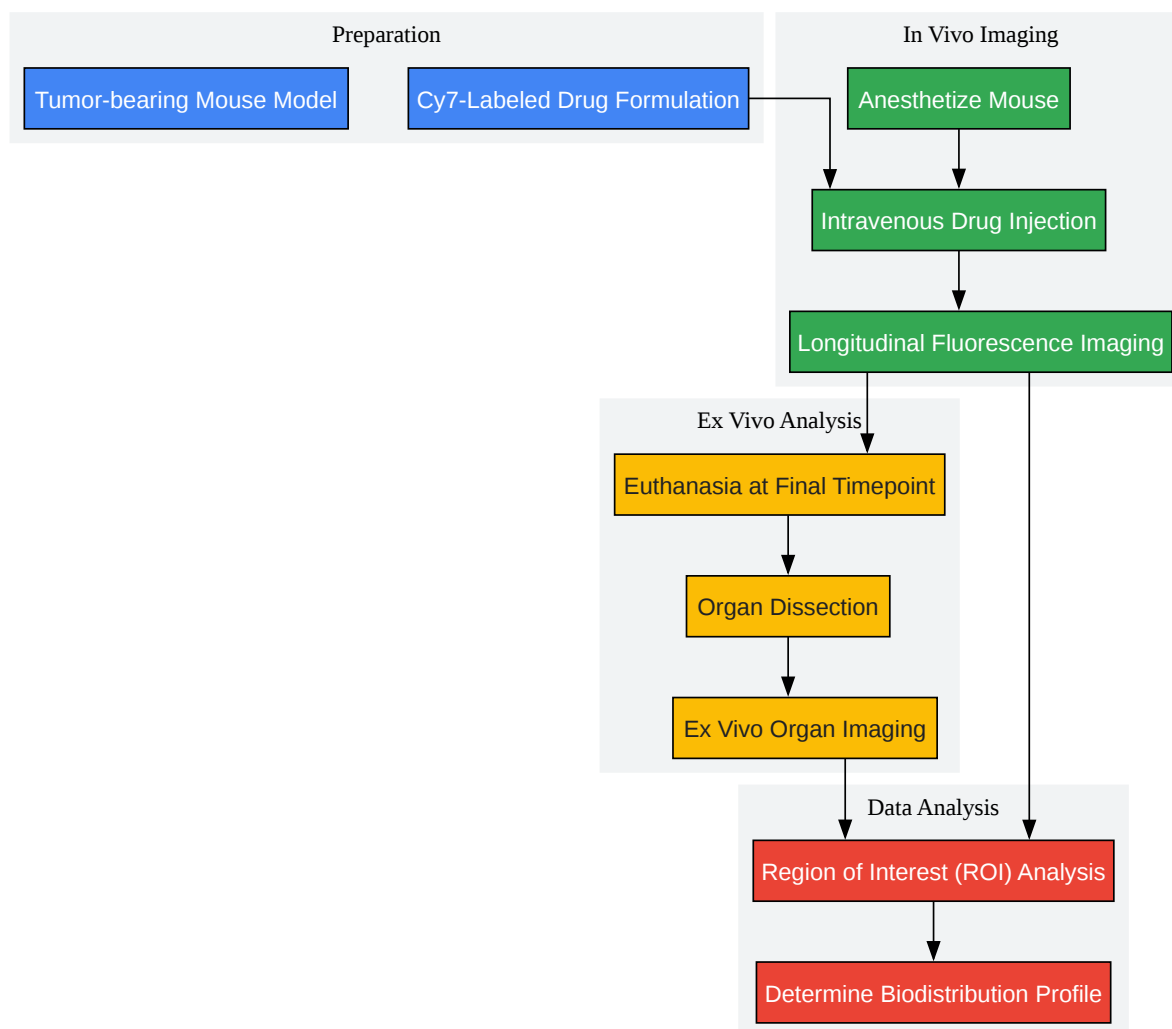 Preparation
Tumor-bearing Mouse Model
Cy7-Labeled Drug Formulation
In Vivo Imaging
Anesthetize Mouse
Intravenous Drug Injection
Longitudinal Fluorescence Imaging
Ex Vivo Analysis
Euthanasia at Final Timepoint
Organ Dissection
Ex Vivo Organ Imaging
Data Analysis
Region of Interest (ROI) Analysis
Determine Biodistribution Profile